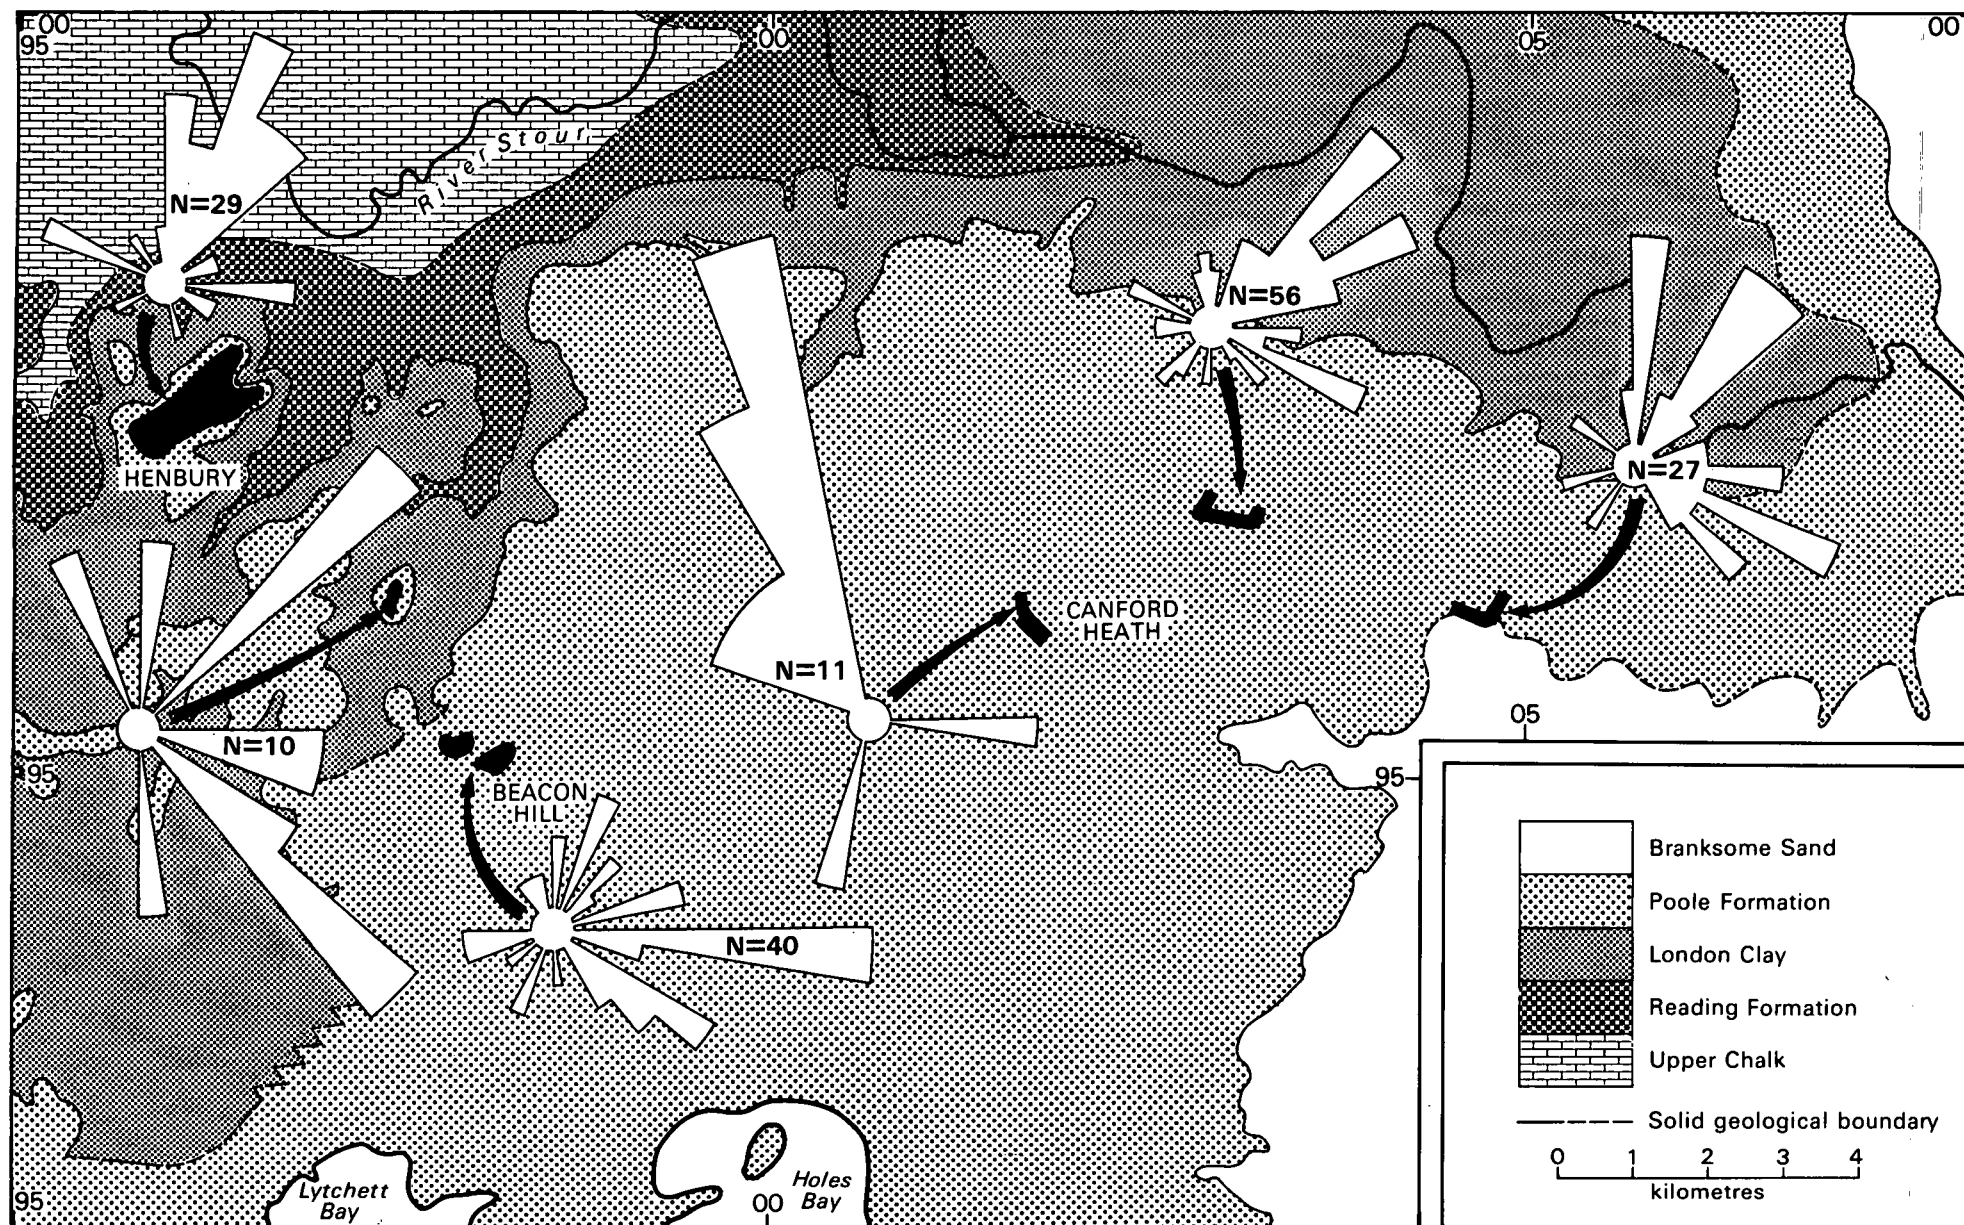 00
95
00
05
00
River Stour
N=29
N=56
N=27
HENBURY
CANFORD
HEATH
N=11
N=10
95
BEACON
HILL
N=40
05
95
Branksome Sand
Poole Formation
London Clay
Reading Formation
Upper Chalk
Solid geological boundary
0 1 2 3 4
kilometres
Lytchett
Bay
Holes
Bay
00
95